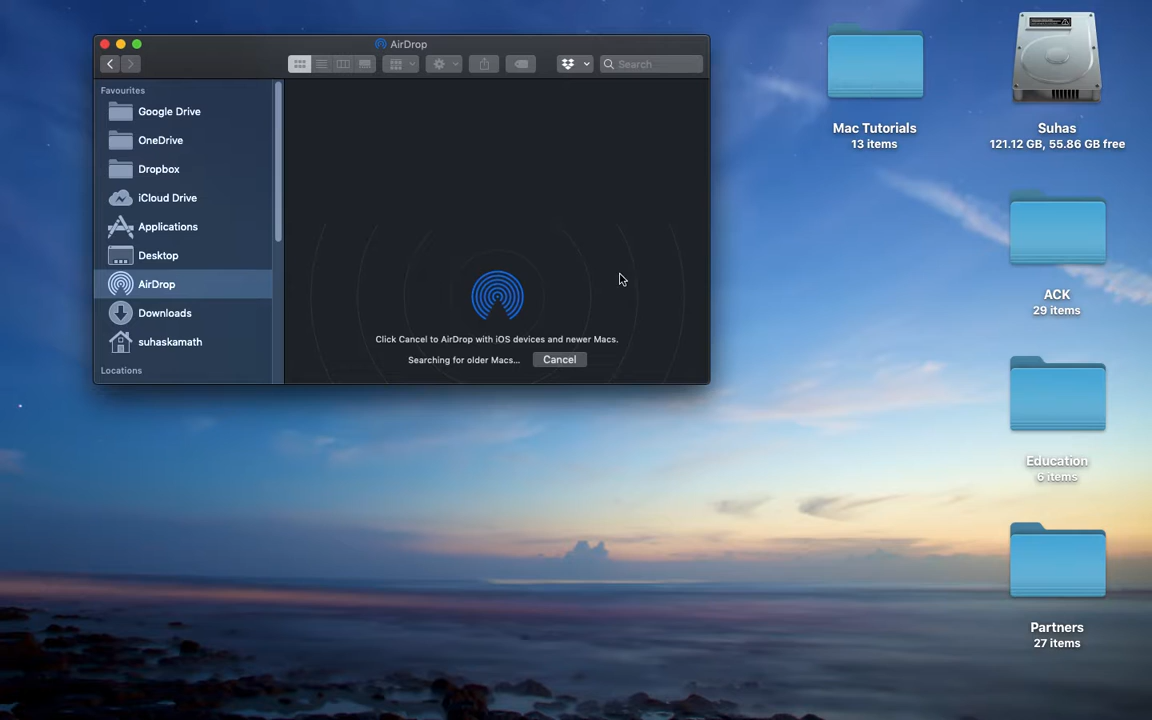 AirDrop
Search
Favourites
Google Drive
OneDrive
Dropbox
iCloud Drive
Applications
Desktop
AirDrop
Downloads
suhaskamath
Locations
Click Cancel to AirDrop with iOS devices and newer Macs.
Searching for older Macs...
Cancel
Mac Tutorials
13 items
Suhas
121.12 GB, 55.86 GB free
ACK
29 items
Education
6 items
Partners
27 items